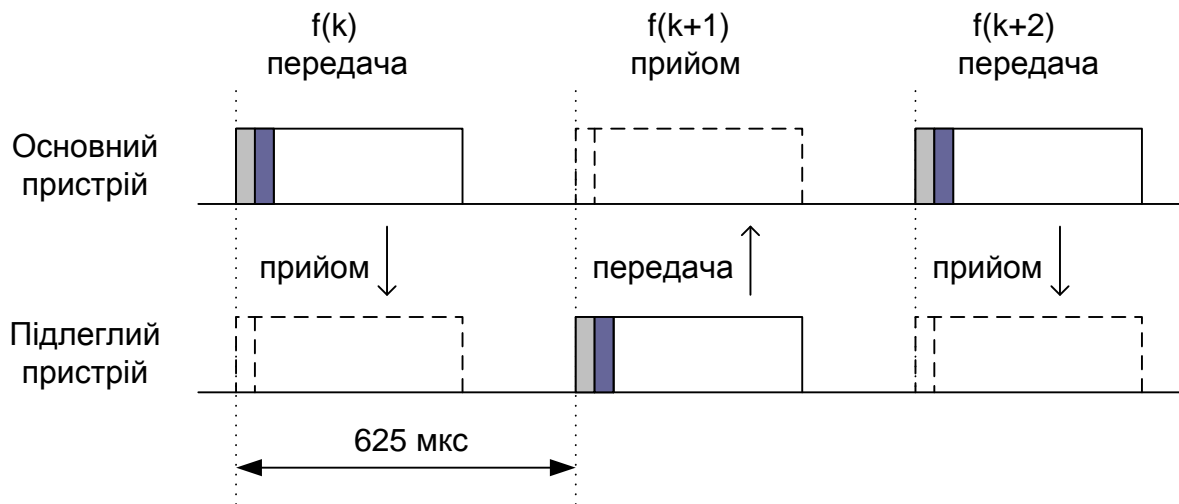 f(k)
передача
f(k+1)
прийом
f(k+2)
передача
Основний
пристрій
прийом
передача
прийом
Підлеглий
пристрій
625 мкс